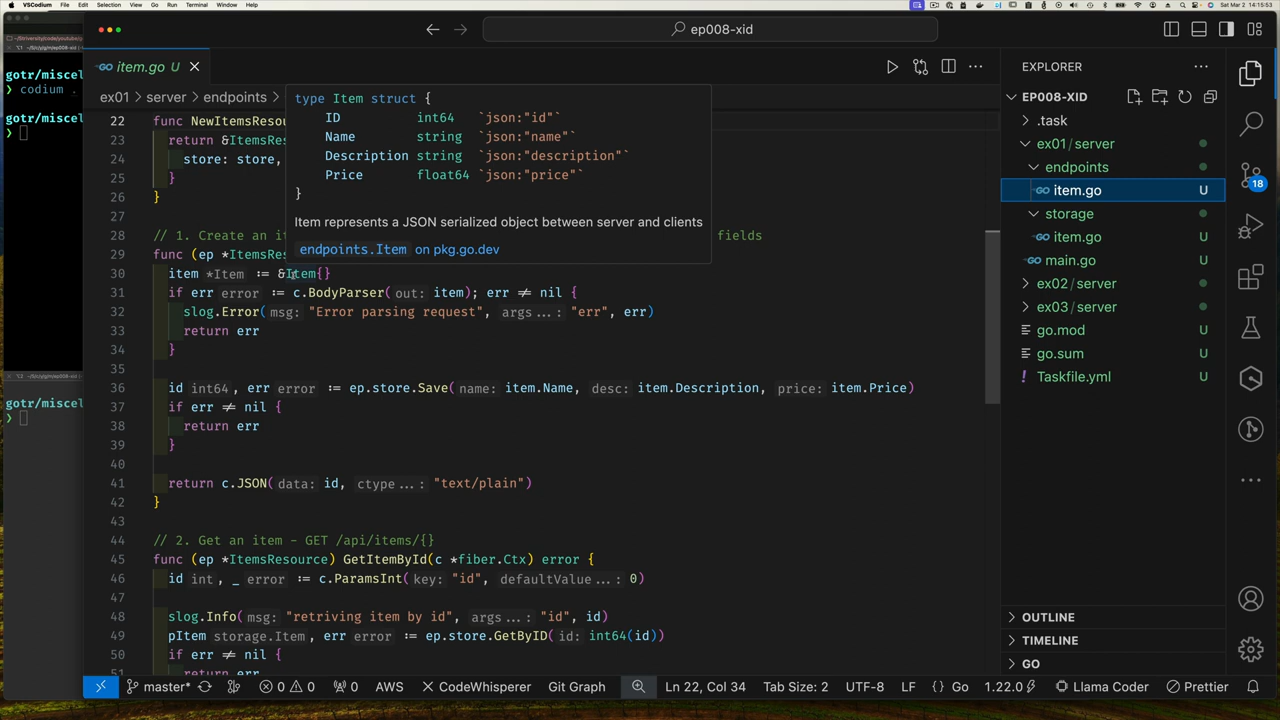 VSCodium File Edit Selection View Go Run Terminal Window Help
Sat Mar 2 14:15:53
ep008-xid
item.go U
EXPLORER
ex01 > server > endpoints >
EP008-XID
.task
ex01/server
endpoints
item.go U
storage
item.go U
main.go U
ex02/server
ex03/server
go.mod U
go.sum U
Taskfile.yml U
OUTLINE
TIMELINE
GO
18
gotr/miscel
❯ codium .
gotr/miscel
❯
gotr/miscel
❯
type Item struct {
ID int64 `json:"id"`
Name string `json:"name"`
Description string `json:"description"`
Price float64 `json:"price"`
}
Item represents a JSON serialized object between server and clients
endpoints.Item on pkg.go.dev
22 func NewItemsResou
23 return &ItemsRes
24 store: store,
25 }
26 }
27
28 // 1. Create an it fields
29 func (ep *ItemsRes
30 item *Item := &Item{}
31 if err error := c.BodyParser(out: item); err ≠ nil {
32 slog.Error(msg: "Error parsing request", args...: "err", err)
33 return err
34 }
35
36 id int64, err error := ep.store.Save(name: item.Name, desc: item.Description, price: item.Price)
37 if err ≠ nil {
38 return err
39 }
40
41 return c.JSON(data: id, ctype...: "text/plain")
42 }
43
44 // 2. Get an item - GET /api/items/{}
45 func (ep *ItemsResource) GetItemById(c *fiber.Ctx) error {
46 id int, _ error := c.ParamsInt(key: "id", defaultValue...: 0)
47
48 slog.Info(msg: "retriving item by id", args...: "id", id)
49 pItem storage.Item, err error := ep.store.GetByID(id: int64(id))
50 if err ≠ nil {
51 return err
master* 0 0 0 AWS CodeWhisperer Git Graph Ln 22, Col 34 Tab Size: 2 UTF-8 LF {} Go 1.22.0 Llama Coder Prettier